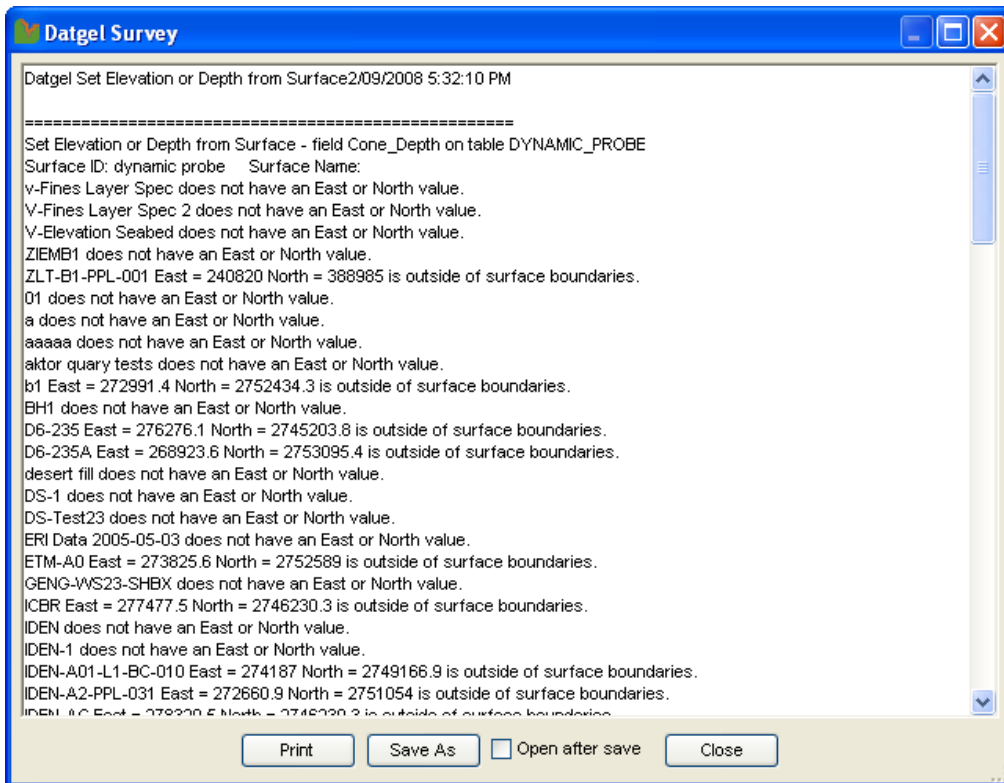 Datgel Survey
Datgel Set Elevation or Depth from Surface2/09/2008 5:32:10 PM
====================================================
Set Elevation or Depth from Surface - field Cone_Depth on table DYNAMIC_PROBE
Surface ID: dynamic probe     Surface Name:
v-Fines Layer Spec does not have an East or North value.
V-Fines Layer Spec 2 does not have an East or North value.
V-Elevation Seabed does not have an East or North value.
ZIEMB1 does not have an East or North value.
ZLT-B1-PPL-001 East = 240820 North = 388985 is outside of surface boundaries.
01 does not have an East or North value.
a does not have an East or North value.
aaaaa does not have an East or North value.
aktor quary tests does not have an East or North value.
b1 East = 272991.4 North = 2752434.3 is outside of surface boundaries.
BH1 does not have an East or North value.
D6-235 East = 276276.1 North = 2745203.8 is outside of surface boundaries.
D6-235A East = 268923.6 North = 2753095.4 is outside of surface boundaries.
desert fill does not have an East or North value.
DS-1 does not have an East or North value.
DS-Test23 does not have an East or North value.
ERI Data 2005-05-03 does not have an East or North value.
ETM-A0 East = 273825.6 North = 2752589 is outside of surface boundaries.
GENG-WS23-SHBX does not have an East or North value.
ICBR East = 277477.5 North = 2746230.3 is outside of surface boundaries.
IDEN does not have an East or North value.
IDEN-1 does not have an East or North value.
IDEN-A01-L1-BC-010 East = 274187 North = 2749166.9 is outside of surface boundaries.
IDEN-A2-PPL-031 East = 272660.9 North = 2751054 is outside of surface boundaries.
IDEN-AC East = 278320.5 North = 2746230.3 is outside of surface boundaries.
Print Save As Open after save Close